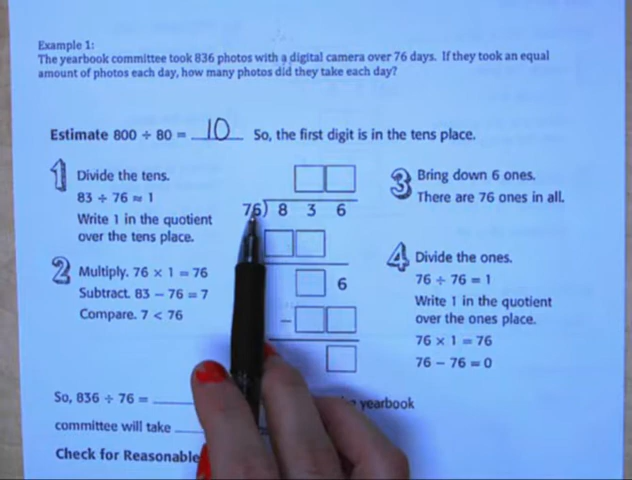 Example 1:
The yearbook committee took 836 photos with a digital camera over 76 days. If they took an equal
amount of photos each day, how many photos did they take each day?
Estimate 800 ÷ 80 = 10 So, the first digit is in the tens place.
1 Divide the tens.
83 ÷ 76 ≈ 1
Write 1 in the quotient
over the tens place.
2 Multiply. 76 × 1 = 76
Subtract. 83 − 76 = 7
Compare. 7 < 76
76) 8 3 6
6
−
3 Bring down 6 ones.
There are 76 ones in all.
4 Divide the ones.
76 ÷ 76 = 1
Write 1 in the quotient
over the ones place.
76 × 1 = 76
76 − 76 = 0
So, 836 ÷ 76 = ____ yearbook
committee will take ____
Check for